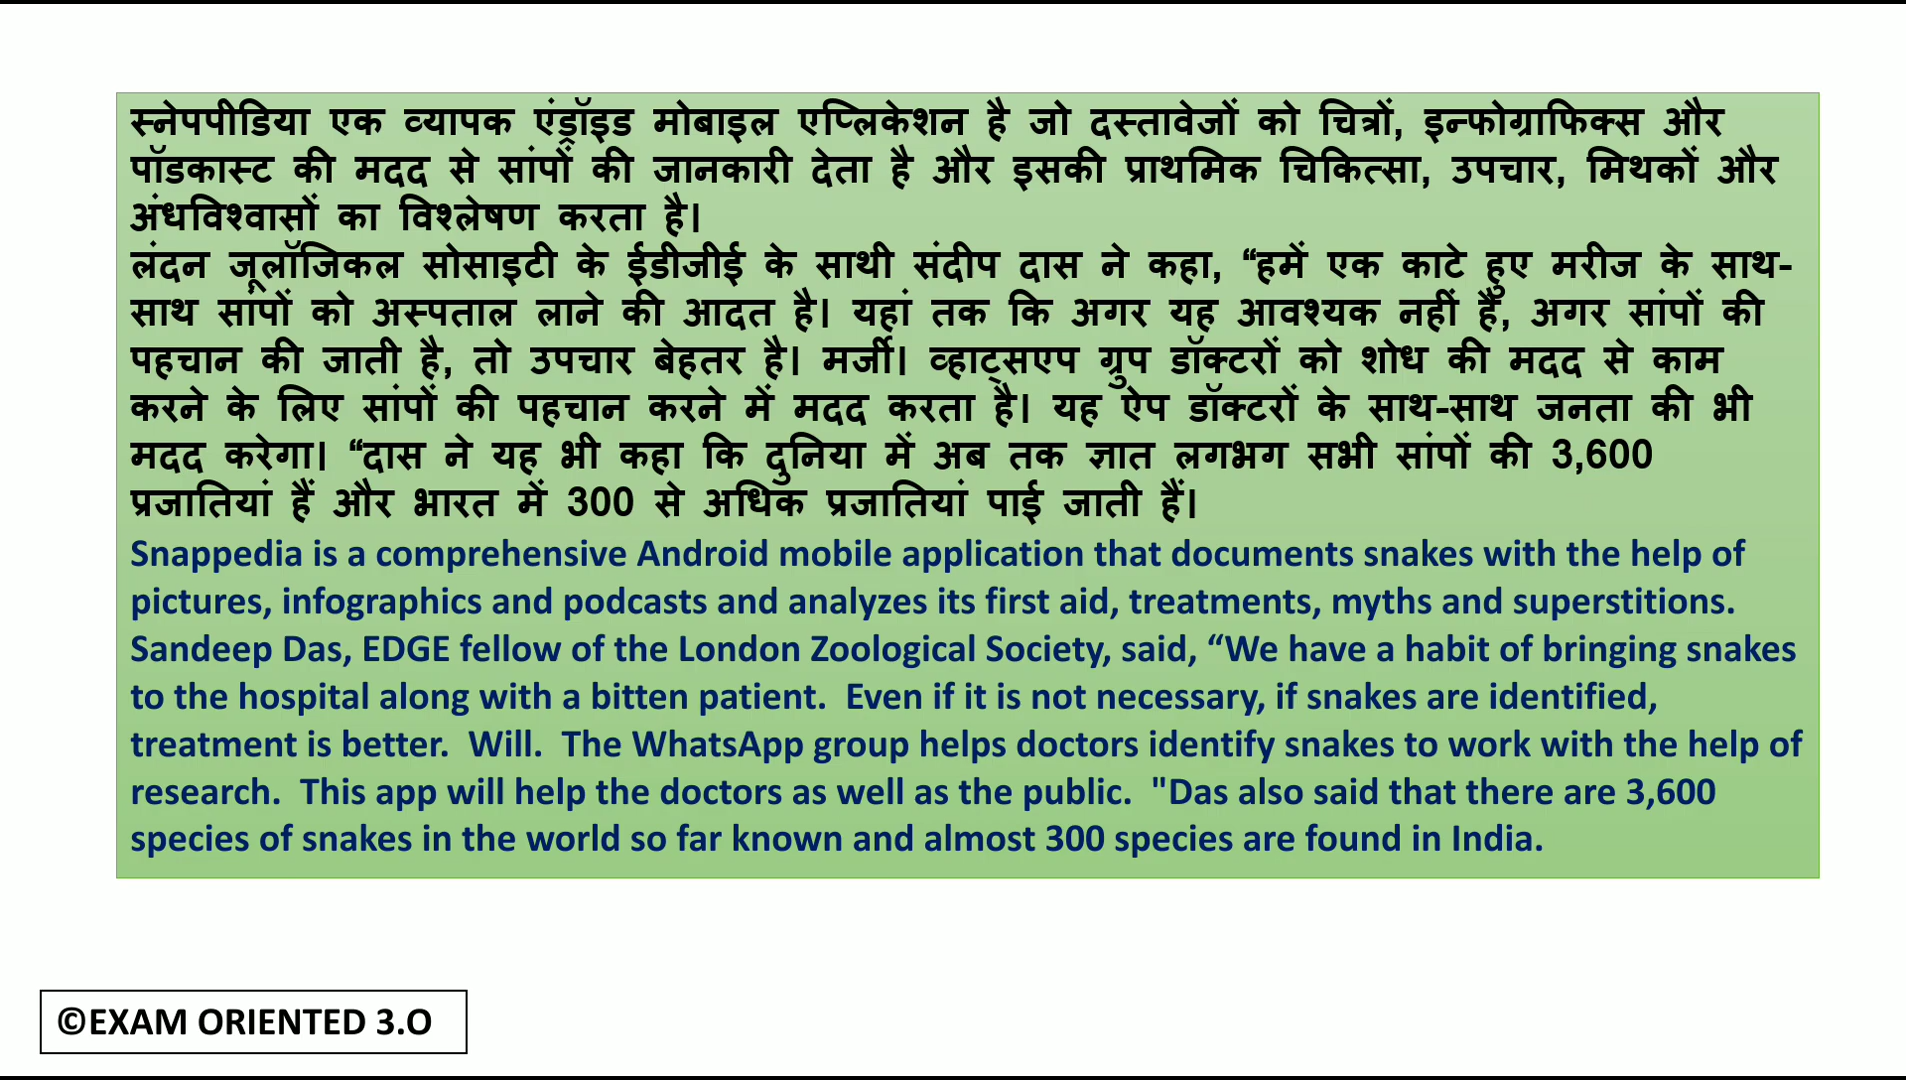 स्नेपपीडिया एक व्यापक एंड्रॉइड मोबाइल एप्लिकेशन है जो दस्तावेजों को चित्रों, इन्फोग्राफिक्स और
पॉडकास्ट की मदद से सांपों की जानकारी देता है और इसकी प्राथमिक चिकित्सा, उपचार, मिथकों और
अंधविश्वासों का विश्लेषण करता है।
लंदन जूलॉजिकल सोसाइटी के ईडीजीई के साथी संदीप दास ने कहा, “हमें एक काटे हुए मरीज के साथ-
साथ सांपों को अस्पताल लाने की आदत है। यहां तक कि अगर यह आवश्यक नहीं है, अगर सांपों की
पहचान की जाती है, तो उपचार बेहतर है। मर्जी। व्हाट्सएप ग्रुप डॉक्टरों को शोध की मदद से काम
करने के लिए सांपों की पहचान करने में मदद करता है। यह ऐप डॉक्टरों के साथ-साथ जनता की भी
मदद करेगा। “दास ने यह भी कहा कि दुनिया में अब तक ज्ञात लगभग सभी सांपों की 3,600
प्रजातियां हैं और भारत में 300 से अधिक प्रजातियां पाई जाती हैं।
Snappedia is a comprehensive Android mobile application that documents snakes with the help of
pictures, infographics and podcasts and analyzes its first aid, treatments, myths and superstitions.
Sandeep Das, EDGE fellow of the London Zoological Society, said, “We have a habit of bringing snakes
to the hospital along with a bitten patient.  Even if it is not necessary, if snakes are identified,
treatment is better.  Will.  The WhatsApp group helps doctors identify snakes to work with the help of
research.  This app will help the doctors as well as the public.  "Das also said that there are 3,600
species of snakes in the world so far known and almost 300 species are found in India.
©EXAM ORIENTED 3.O